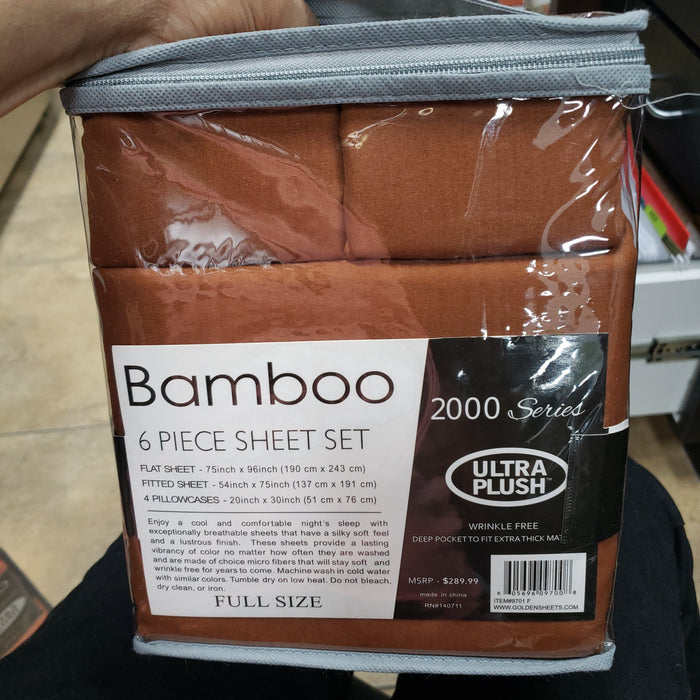 Bamboo
6 PIECE SHEET SET
FLAT SHEET - 75inch x 96inch (190 cm x 243 cm)
FITTED SHEET - 54inch x 75inch (137 cm x 191 cm)
4 PILLOWCASES - 20inch x 30inch (51 cm x 76 cm)
Enjoy a cool and comfortable night's sleep with
exceptionally breathable sheets that have a silky soft feel
and a lustrous finish. These sheets provide a lasting
vibrancy of color no matter how often they are washed
and are made of choice micro fibers that will stay soft and
wrinkle free for years to come. Machine wash in cold water
with similar colors. Tumble dry on low heat. Do not bleach,
dry clean, or iron.
FULL SIZE
2000 Series
ULTRA
PLUSH™
WRINKLE FREE
DEEP POCKET TO FIT EXTRA THICK MAT
MSRP - $289.99
made in china
RN#140711
6 05696 09700 8
ITEM#9701 F
WWW.GOLDENSHEETS.COM